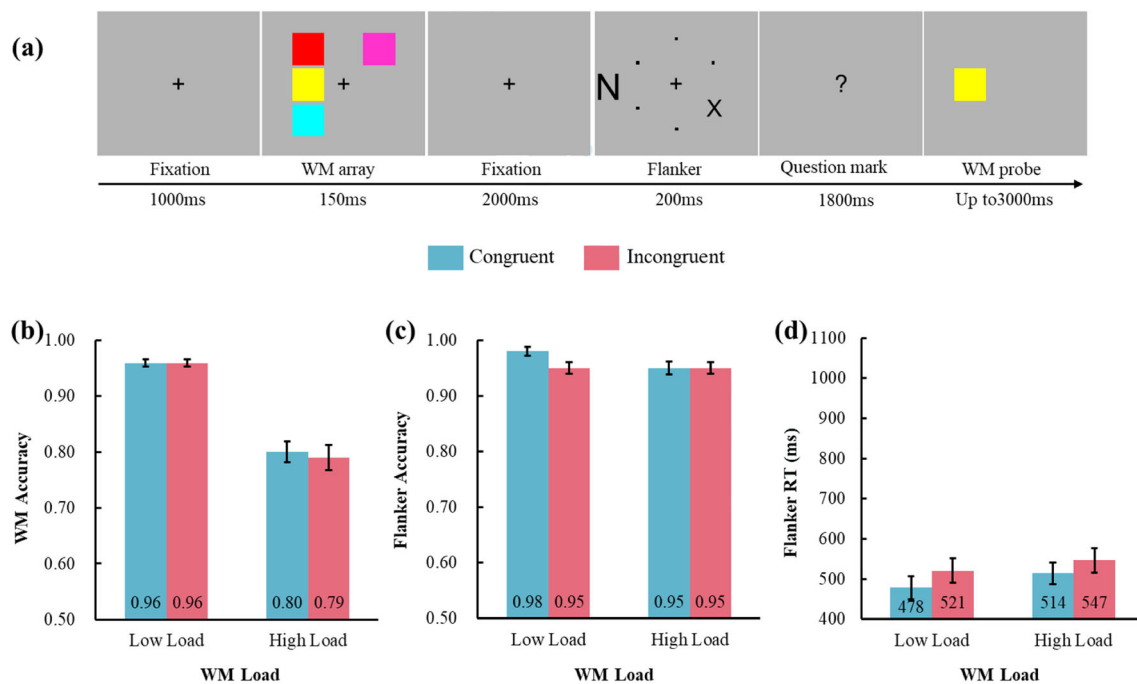 (a)
+
+
+
N
+
X
?
Fixation
WM array
Fixation
Flanker
Question mark
WM probe
1000ms
150ms
2000ms
200ms
1800ms
Up to3000ms
Congruent
Incongruent
(b)
1.00
0.90
0.80
0.70
0.60
0.50
WM Accuracy
0.96
0.96
0.80
0.79
Low Load
High Load
WM Load
(c)
1.00
0.90
0.80
0.70
0.60
0.50
Flanker Accuracy
0.98
0.95
0.95
0.95
Low Load
High Load
WM Load
(d)
1100
1000
900
800
700
600
500
400
Flanker RT (ms)
478
521
514
547
Low Load
High Load
WM Load